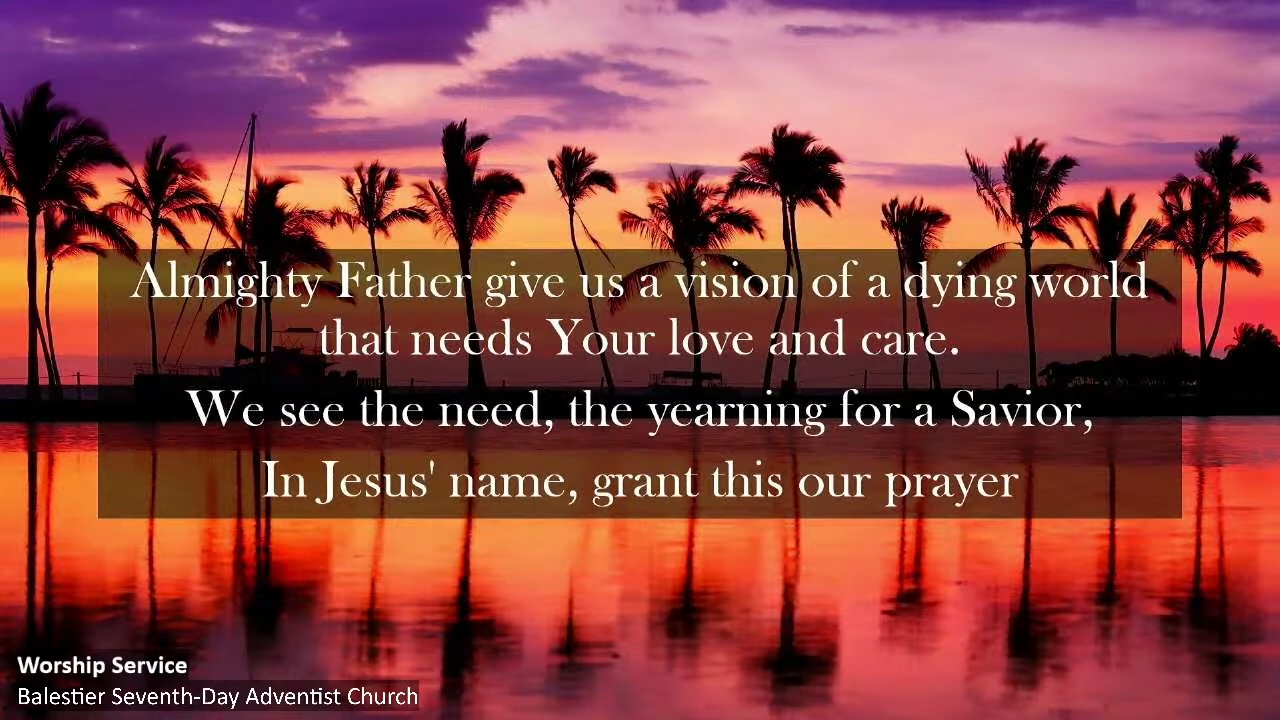 Almighty Father give us a vision of a dying world
that needs Your love and care.
We see the need, the yearning for a Savior,
In Jesus' name, grant this our prayer
Worship Service
Balestier Seventh-Day Adventist Church